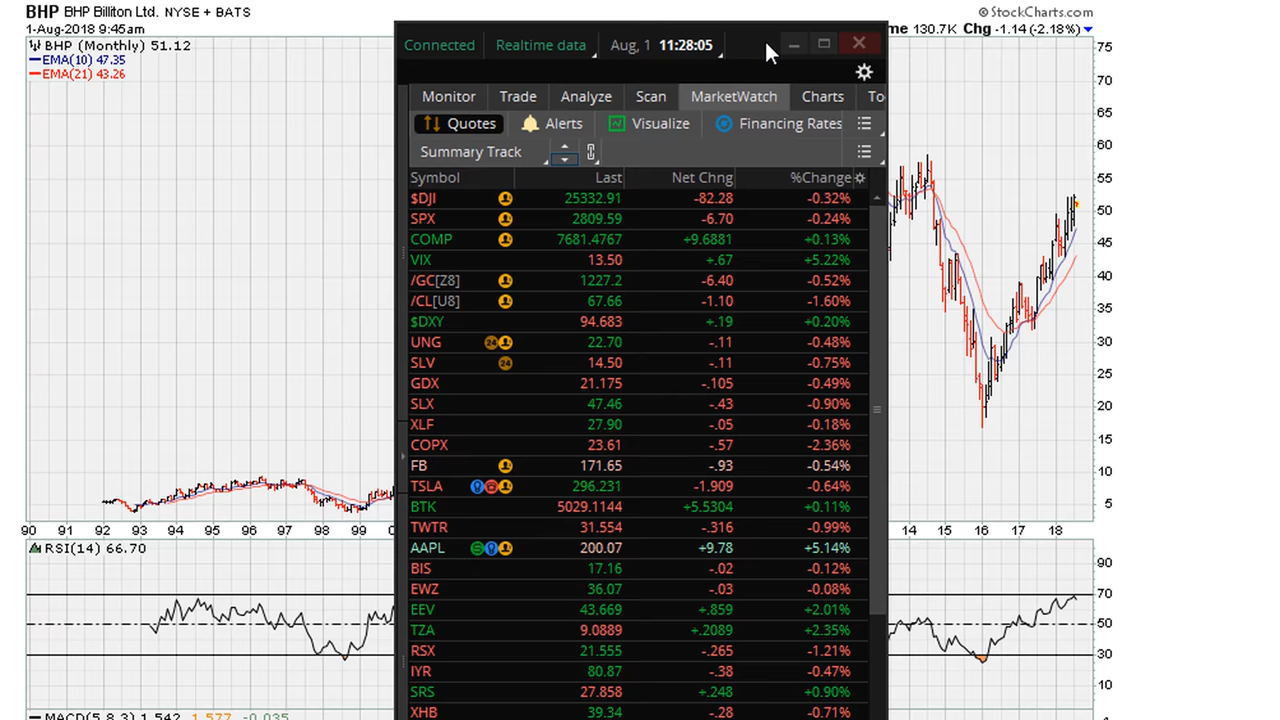 BHP BHP Billiton Ltd. NYSE + BATS
© StockCharts.com
1-Aug-2018 9:45am
me 130.7K Chg -1.14 (-2.18%)
BHP (Monthly) 51.12
EMA(10) 47.35
EMA(21) 43.26
Connected Realtime data Aug, 1 11:28:05
Monitor Trade Analyze Scan MarketWatch Charts To
Quotes Alerts Visualize Financing Rates
Summary Track
Symbol Last Net Chng %Change
$DJI 25332.91 -82.28 -0.32%
SPX 2809.59 -6.70 -0.24%
COMP 7681.4767 +9.6881 +0.13%
VIX 13.50 +.67 +5.22%
/GC[Z8] 1227.2 -6.40 -0.52%
/CL[U8] 67.66 -1.10 -1.60%
$DXY 94.683 +.19 +0.20%
UNG 24 22.70 -.11 -0.48%
SLV 24 14.50 -.11 -0.75%
GDX 21.175 -.105 -0.49%
SLX 47.46 -.43 -0.90%
XLF 27.90 -.05 -0.18%
COPX 23.61 -.57 -2.36%
FB 171.65 -.93 -0.54%
TSLA 296.231 -1.909 -0.64%
BTK 5029.1144 +5.5304 +0.11%
TWTR 31.554 -.316 -0.99%
AAPL 200.07 +9.78 +5.14%
BIS 17.16 -.02 -0.12%
EWZ 36.07 -.03 -0.08%
EEV 43.669 +.859 +2.01%
TZA 9.0889 +.2089 +2.35%
RSX 21.555 -.265 -1.21%
IYR 80.87 -.38 -0.47%
SRS 27.858 +.248 +0.90%
XHB 39.34 -.28 -0.71%
75
70
65
60
55
50
45
40
35
30
25
20
15
10
5
90 91 92 93 94 95 96 97 98 99 14 15 16 17 18
RSI(14) 66.70
90
70
50
30
10
MACD(5,8,3) 1.542, 1.577, -0.035